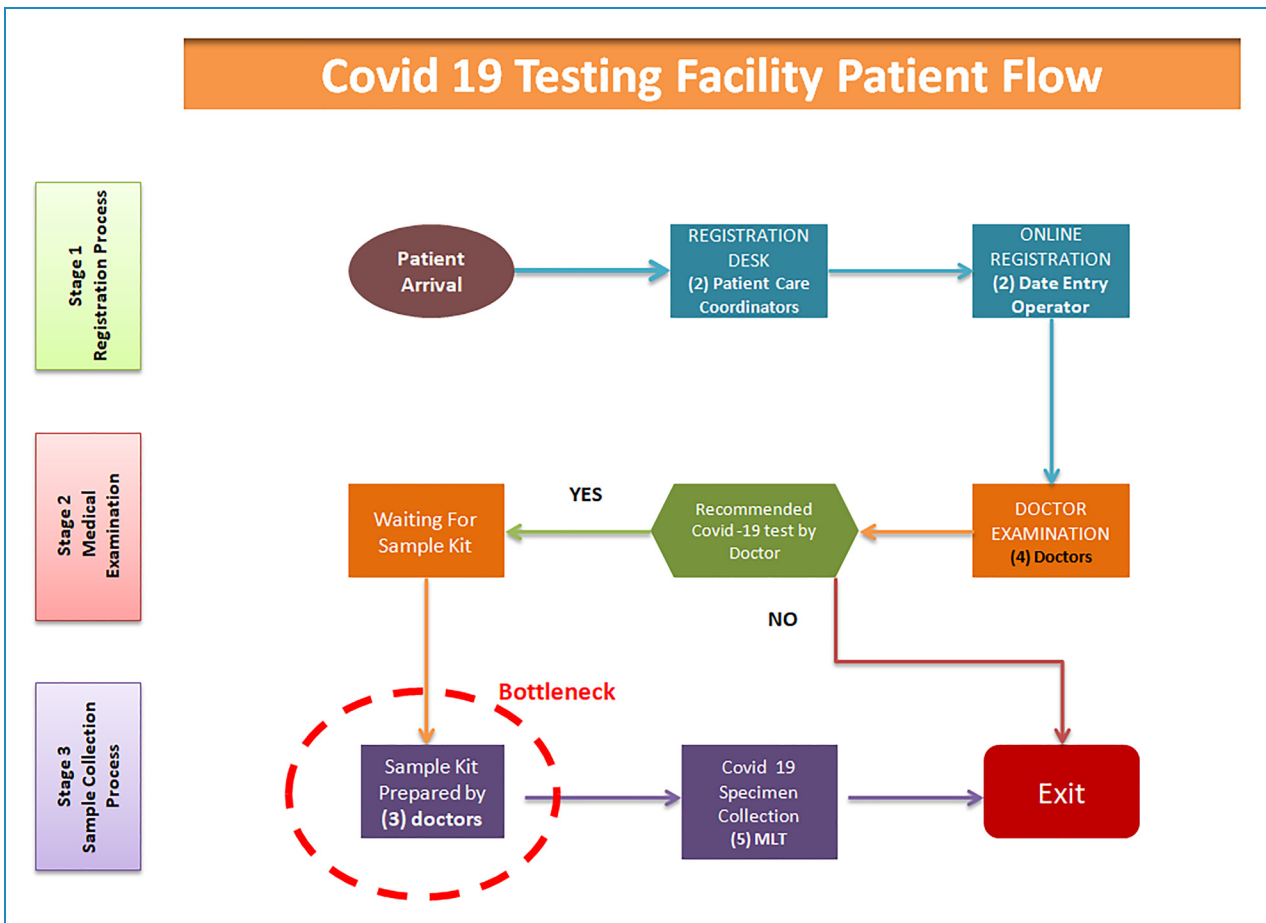 Covid 19 Testing Facility Patient Flow
Stage 1
Registration Process
Patient
Arrival
REGISTRATION
DESK
(2) Patient Care
Coordinators
ONLINE
REGISTRATION
(2) Date Entry
Operator
Stage 2
Medical
Examination
Waiting For
Sample Kit
YES
Recommended
Covid -19 test by
Doctor
NO
DOCTOR
EXAMINATION
(4) Doctors
Stage 3
Sample Collection
Process
Bottleneck
Sample Kit
Prepared by
(3) doctors
Covid 19
Specimen
Collection
(5) MLT
Exit